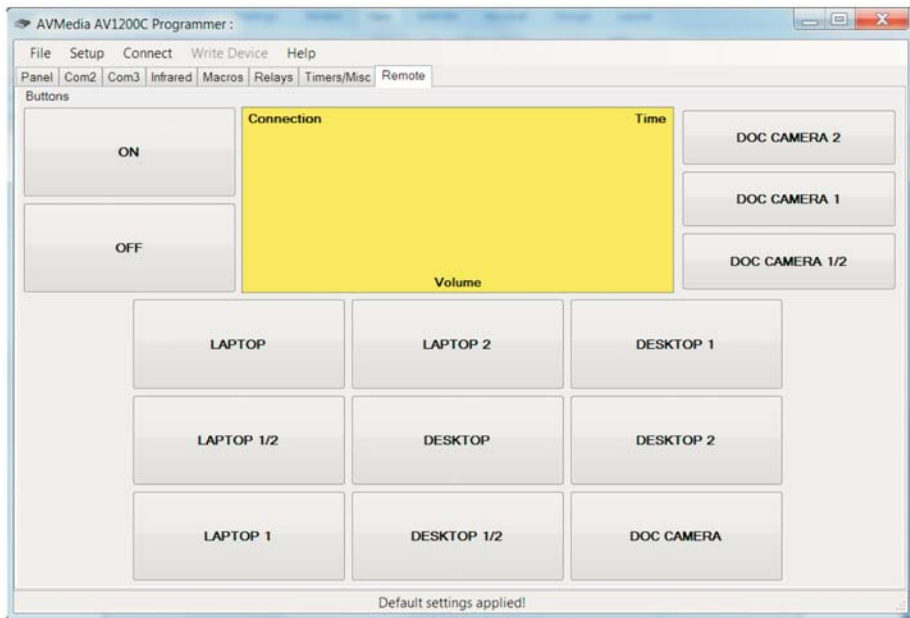 AVMedia AV1200C Programmer :
File Setup Connect Write Device Help
Panel Com2 Com3 Infrared Macros Relays Timers/Misc Remote
Buttons
ON
OFF
Connection Time
Volume
DOC CAMERA 2
DOC CAMERA 1
DOC CAMERA 1/2
LAPTOP LAPTOP 2 DESKTOP 1
LAPTOP 1/2 DESKTOP DESKTOP 2
LAPTOP 1 DESKTOP 1/2 DOC CAMERA
Default settings applied!